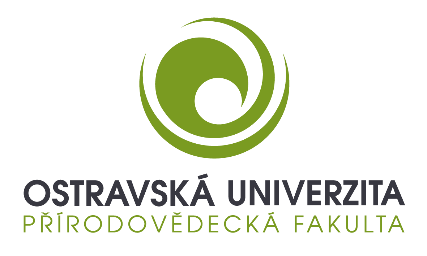 OSTRAVSKÁ UNIVERZITA
PŘÍRODOVĚDECKÁ FAKULTA